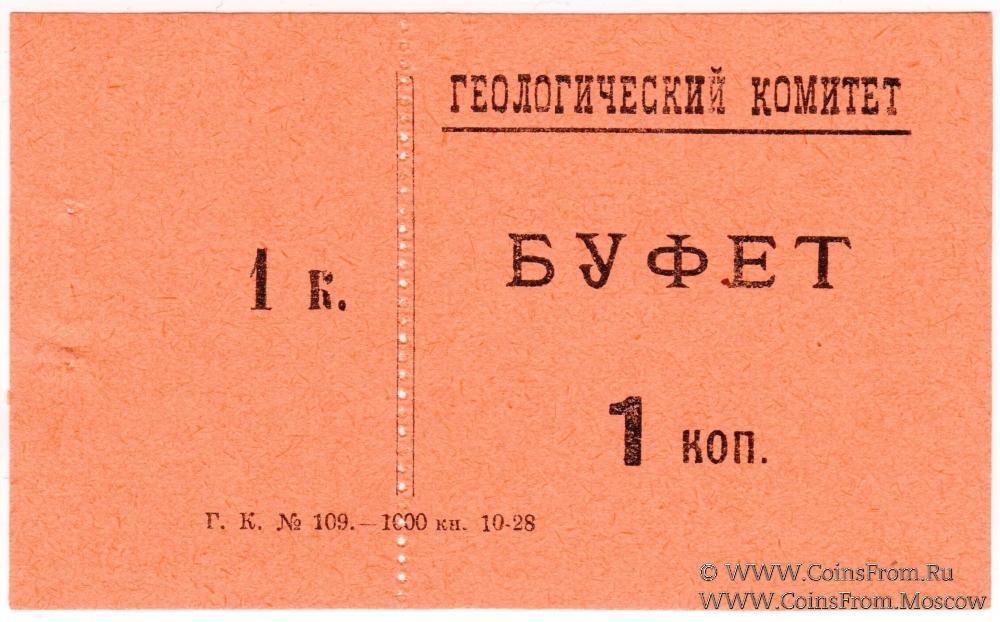 ГЕОЛОГИЧЕСКИЙ КОМИТЕТ
БУФЕТ
1 к.
1 коп.
Г. К. № 109.—1000 кн. 10-28
© WWW.CoinsFrom.Ru
WWW.CoinsFrom.Moscow